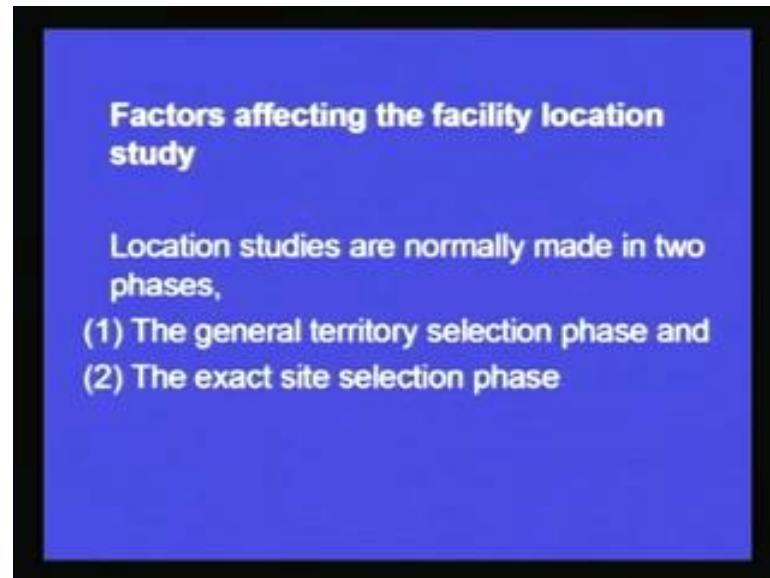 Factors affecting the facility location
study
Location studies are normally made in two
phases,
(1) The general territory selection phase and
(2) The exact site selection phase